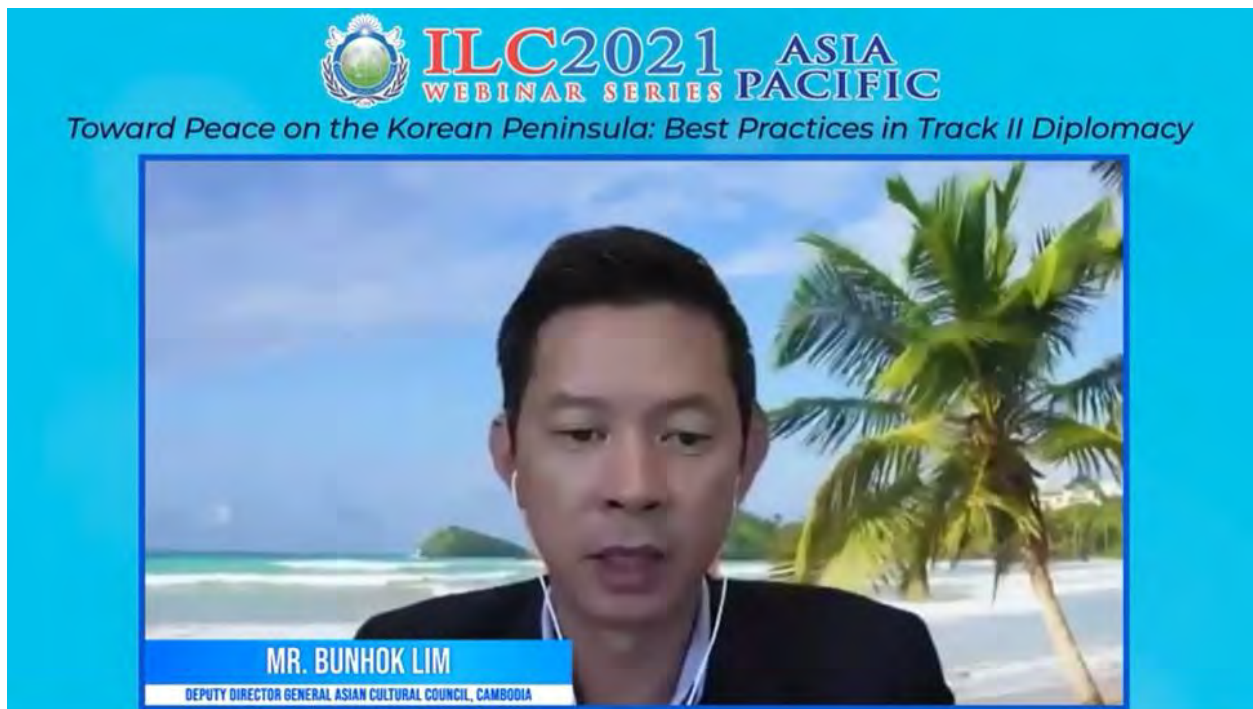 ILC2021 ASIA
WEBINAR SERIES PACIFIC
Toward Peace on the Korean Peninsula: Best Practices in Track II Diplomacy
MR. BUNHOK LIM
DEPUTY DIRECTOR GENERAL ASIAN CULTURAL COUNCIL, CAMBODIA